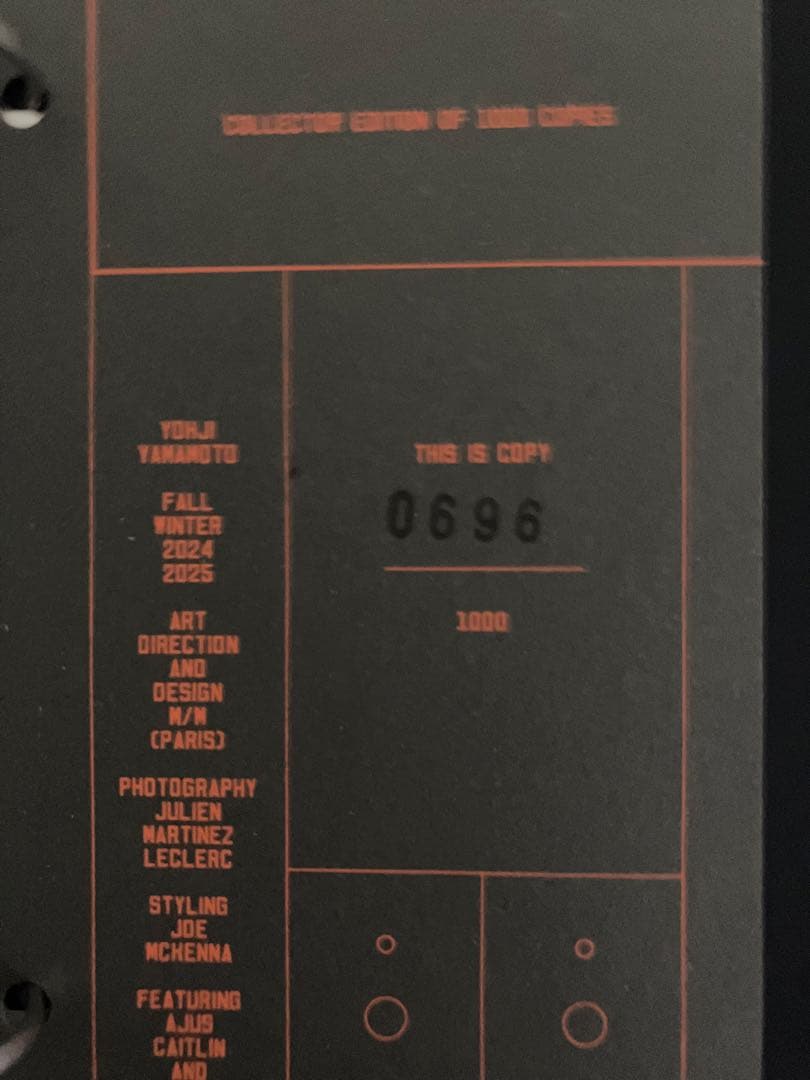 COLLECTOR EDITION OF 1000 COPIES
YOHJI
YAMAMOTO
FALL
WINTER
2024
2025
ART
DIRECTION
AND
DESIGN
M/M
(PARIS)
PHOTOGRAPHY
JULIEN
MARTINEZ
LECLERC
STYLING
JOE
MCKENNA
FEATURING
AJUS
CAITLIN
AND
THIS IS COPY
0696
1000